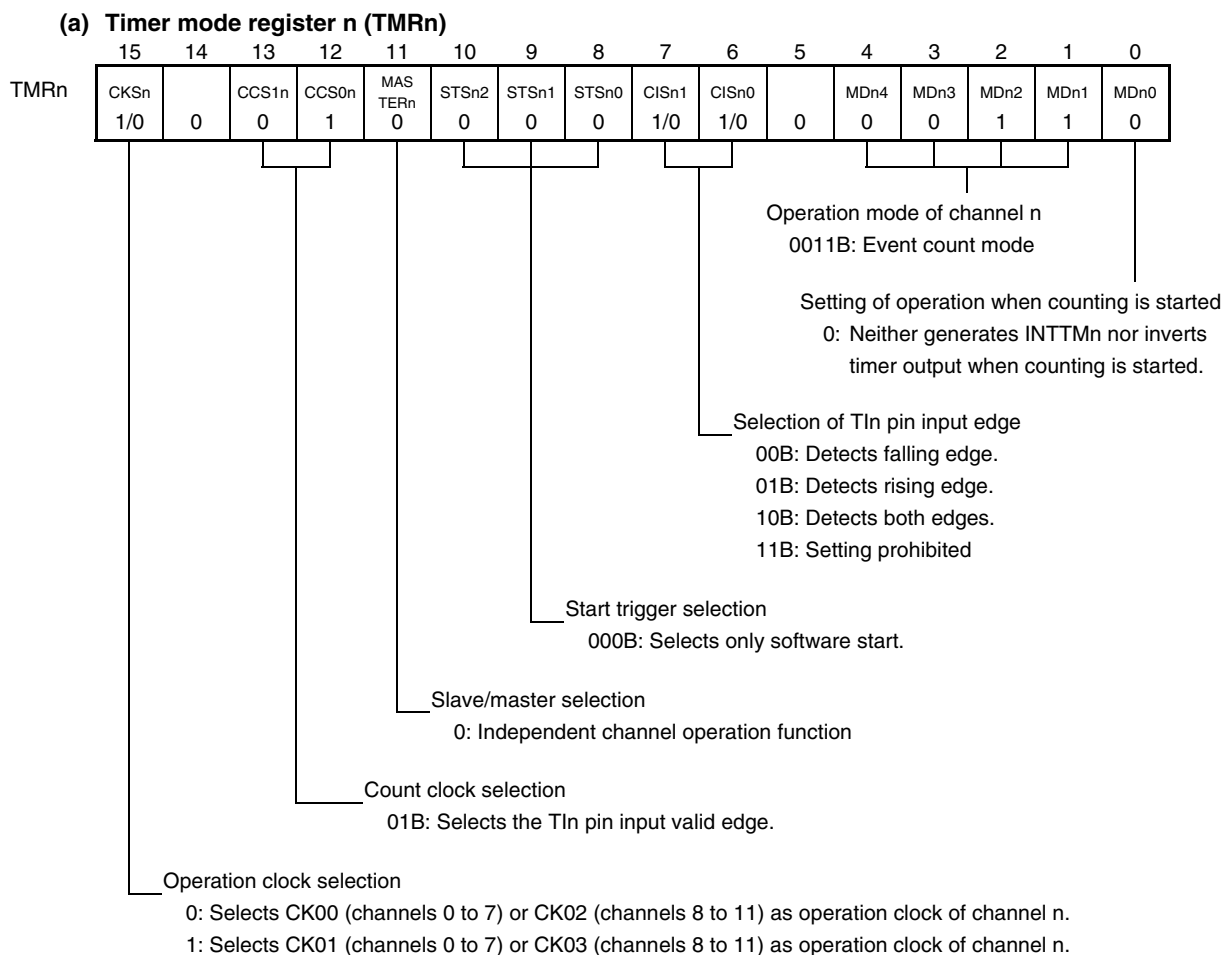 (a) Timer mode register n (TMRn)
15 14 13 12 11 10 9 8 7 6 5 4 3 2 1 0
TMRn CKSn CCS1n CCS0n MAS TERn STSn2 STSn1 STSn0 CISn1 CISn0 MDn4 MDn3 MDn2 MDn1 MDn0
1/0 0 0 1 0 0 0 0 1/0 1/0 0 0 0 1 1 0
Operation mode of channel n
0011B: Event count mode
Setting of operation when counting is started
0: Neither generates INTTMn nor inverts
timer output when counting is started.
Selection of TIn pin input edge
00B: Detects falling edge.
01B: Detects rising edge.
10B: Detects both edges.
11B: Setting prohibited
Start trigger selection
000B: Selects only software start.
Slave/master selection
0: Independent channel operation function
Count clock selection
01B: Selects the TIn pin input valid edge.
Operation clock selection
0: Selects CK00 (channels 0 to 7) or CK02 (channels 8 to 11) as operation clock of channel n.
1: Selects CK01 (channels 0 to 7) or CK03 (channels 8 to 11) as operation clock of channel n.